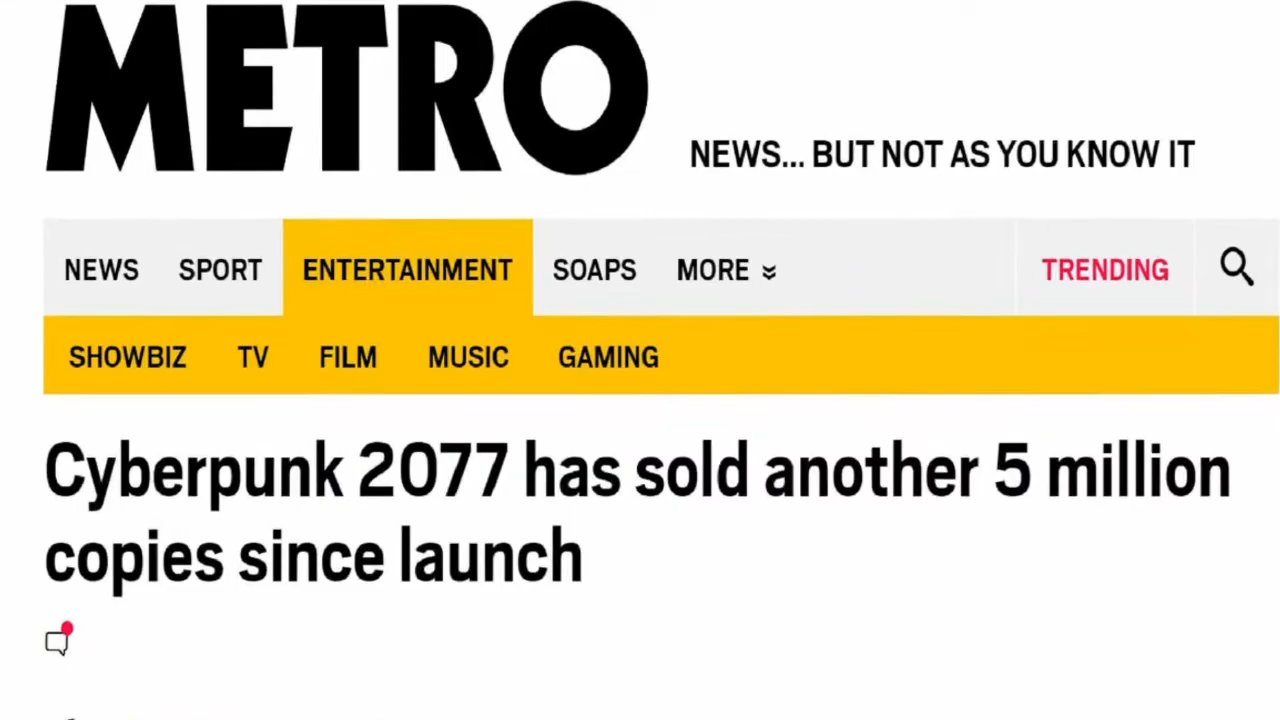 METRO
NEWS... BUT NOT AS YOU KNOW IT
NEWS SPORT ENTERTAINMENT SOAPS MORE TRENDING
SHOWBIZ TV FILM MUSIC GAMING
Cyberpunk 2077 has sold another 5 million
copies since launch